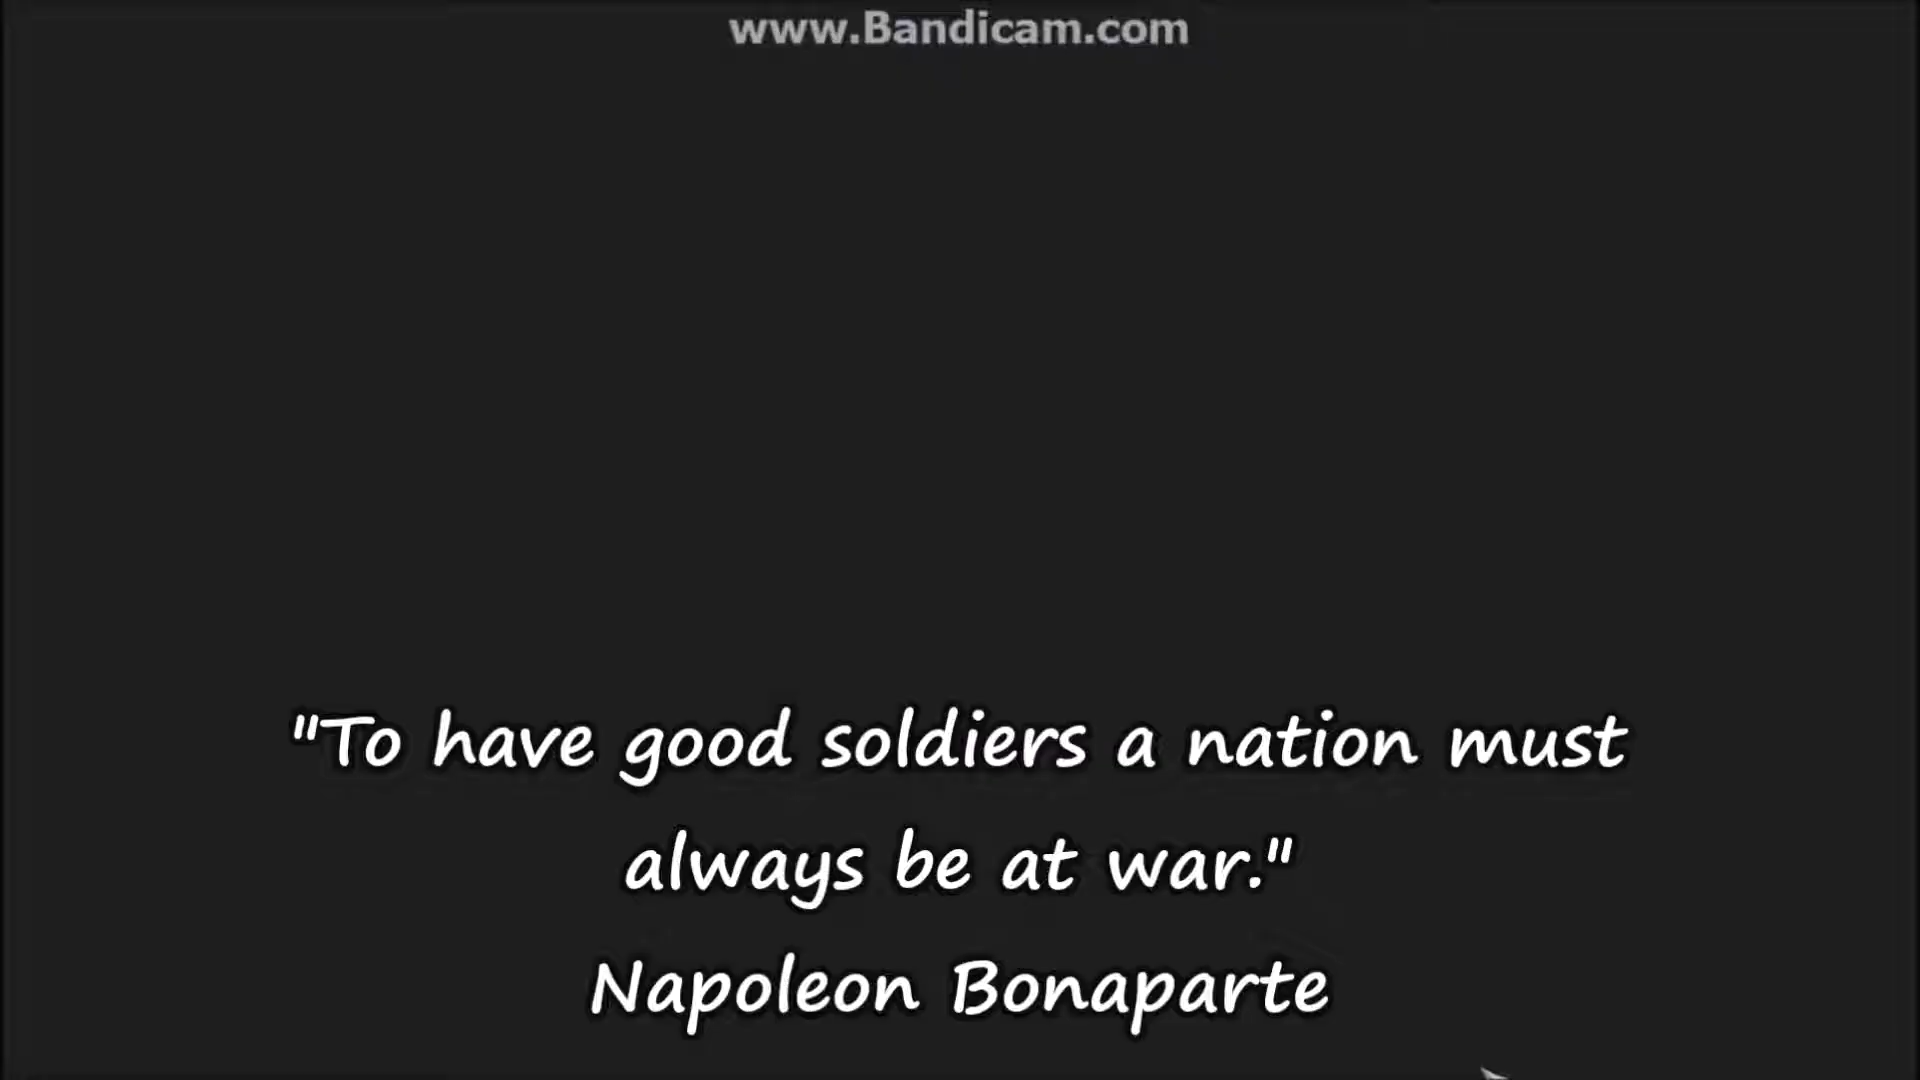 www.Bandicam.com
"To have good soldiers a nation must
always be at war."
Napoleon Bonaparte